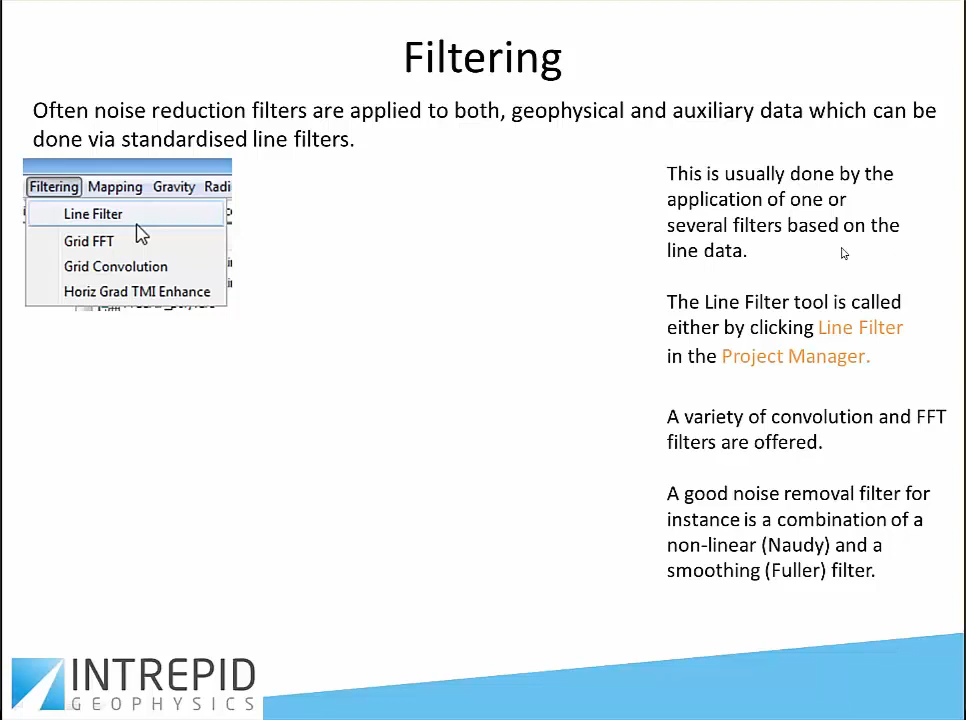 Filtering
Often noise reduction filters are applied to both, geophysical and auxiliary data which can be
done via standardised line filters.
Filtering Mapping Gravity Radi
Line Filter
Grid FFT
Grid Convolution
Horiz Grad TMI Enhance
This is usually done by the
application of one or
several filters based on the
line data.
The Line Filter tool is called
either by clicking Line Filter
in the Project Manager.
A variety of convolution and FFT
filters are offered.
A good noise removal filter for
instance is a combination of a
non-linear (Naudy) and a
smoothing (Fuller) filter.
INTREPID
GEOPHYSICS